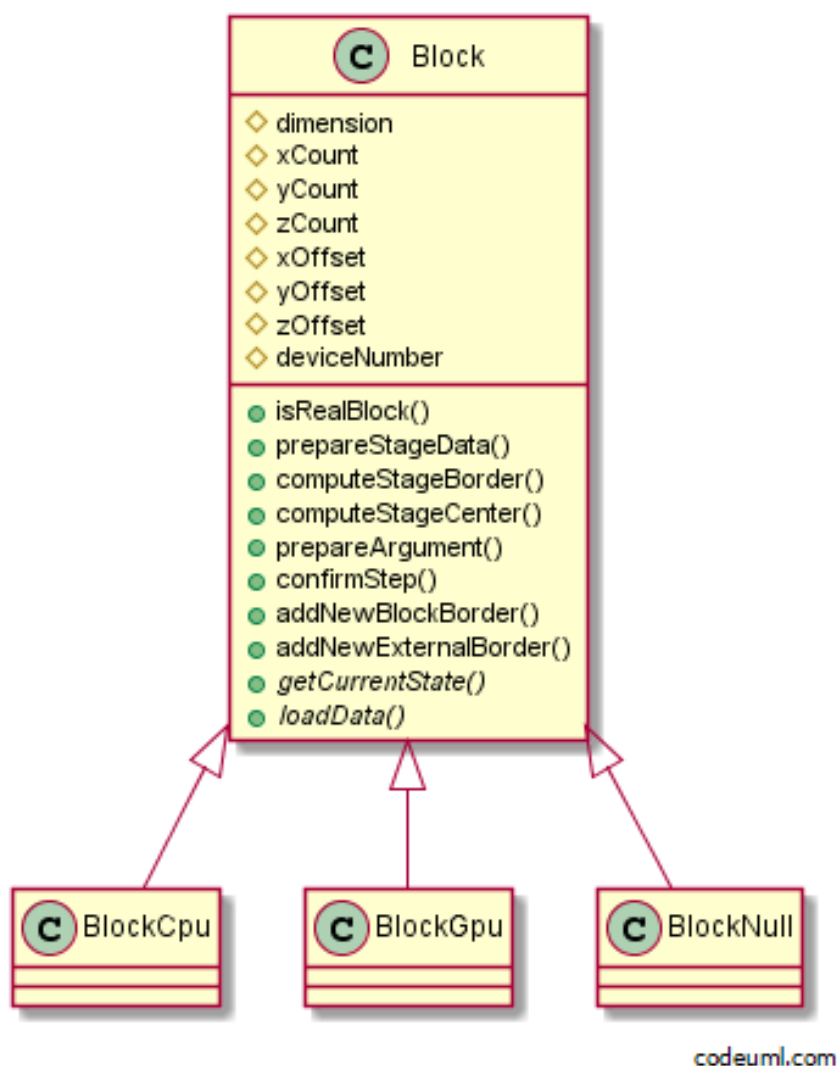 C Block
dimension
xCount
yCount
zCount
xOffset
yOffset
zOffset
deviceNumber
isRealBlock()
prepareStageData()
computeStageBorder()
computeStageCenter()
prepareArgument()
confirmStep()
addNewBlockBorder()
addNewExternalBorder()
getCurrentState()
loadData()
C BlockCpu
C BlockGpu
C BlockNull
codeuml.com